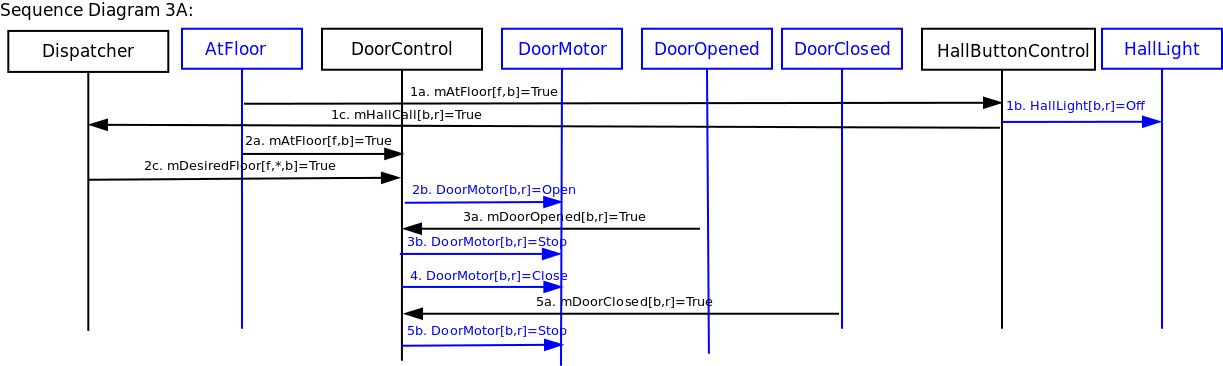 Sequence Diagram 3A:
Dispatcher
AtFloor
DoorControl
DoorMotor
DoorOpened
DoorClosed
HallButtonControl
HallLight
1a. mAtFloor[f,b]=True
1b. HallLight[b,r]=Off
1c. mHallCall[b,r]=True
2a. mAtFloor[f,b]=True
2c. mDesiredFloor[f,*,b]=True
2b. DoorMotor[b,r]=Open
3a. mDoorOpened[b,r]=True
3b. DoorMotor[b,r]=Stop
4. DoorMotor[b,r]=Close
5a. mDoorClosed[b,r]=True
5b. DoorMotor[b,r]=Stop